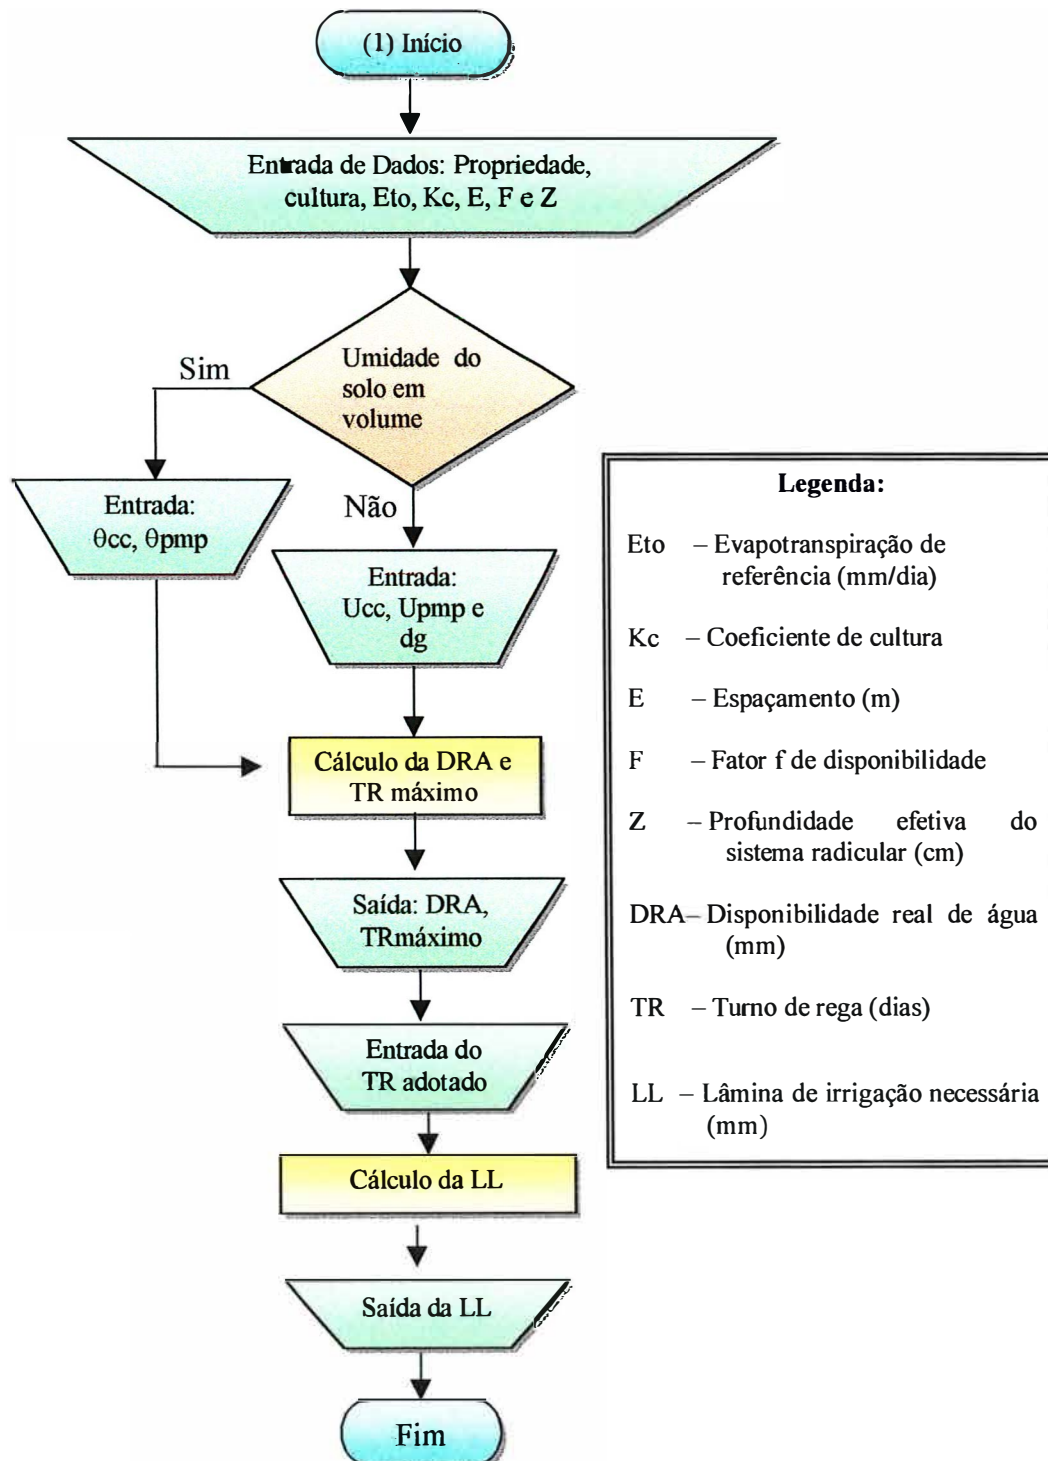 (1) Início
Entrada de Dados: Propriedade,
cultura, Eto, Kc, E, F e Z
Umidade do
solo em
volume
Sim
Não
Entrada:
θcc, θpmp
Entrada:
Ucc, Upmp e
dg
Cálculo da DRA e
TR máximo
Saída: DRA,
TRmáximo
Entrada do
TR adotado
Cálculo da LL
Saída da LL
Fim
Legenda:
Eto – Evapotranspiração de
referência (mm/dia)
Kc – Coeficiente de cultura
E – Espaçamento (m)
F – Fator f de disponibilidade
Z – Profundidade efetiva do
sistema radicular (cm)
DRA– Disponibilidade real de água
(mm)
TR – Turno de rega (dias)
LL – Lâmina de irrigação necessária
(mm)